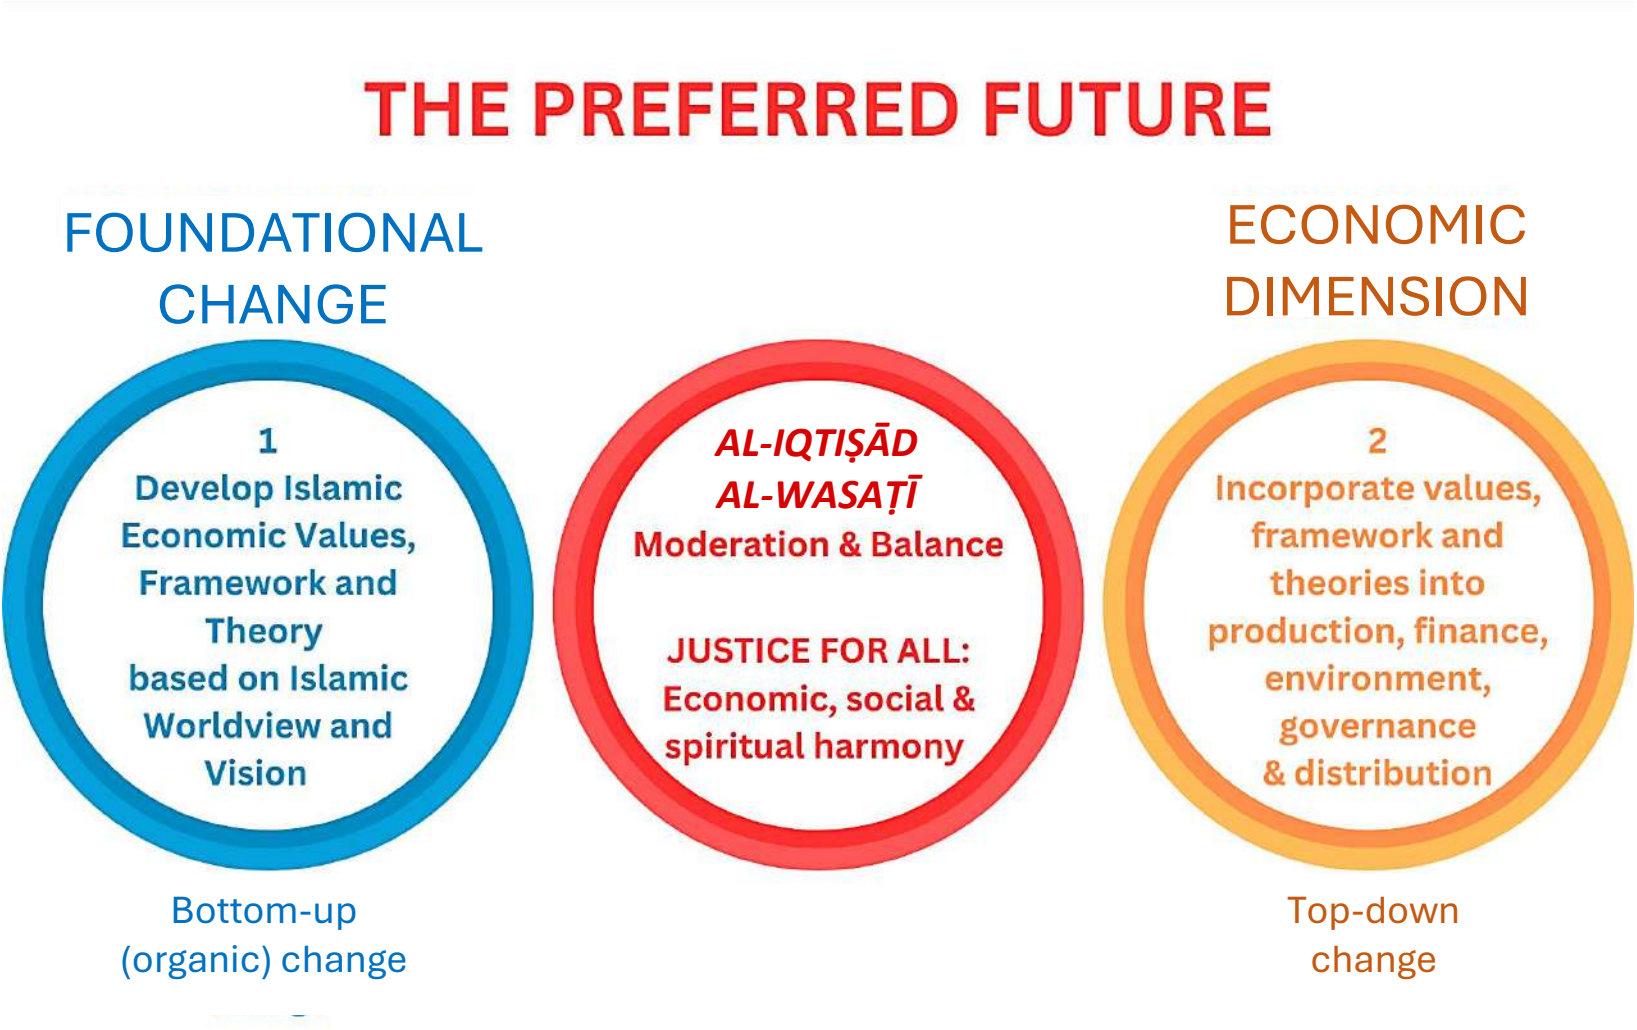 THE PREFERRED FUTURE
FOUNDATIONAL
CHANGE
1
Develop Islamic
Economic Values,
Framework and
Theory
based on Islamic
Worldview and
Vision
Bottom-up
(organic) change
AL-IQTIṢĀD
AL-WASAṬĪ
Moderation & Balance
JUSTICE FOR ALL:
Economic, social &
spiritual harmony
ECONOMIC
DIMENSION
2
Incorporate values,
framework and
theories into
production, finance,
environment,
governance
& distribution
Top-down
change